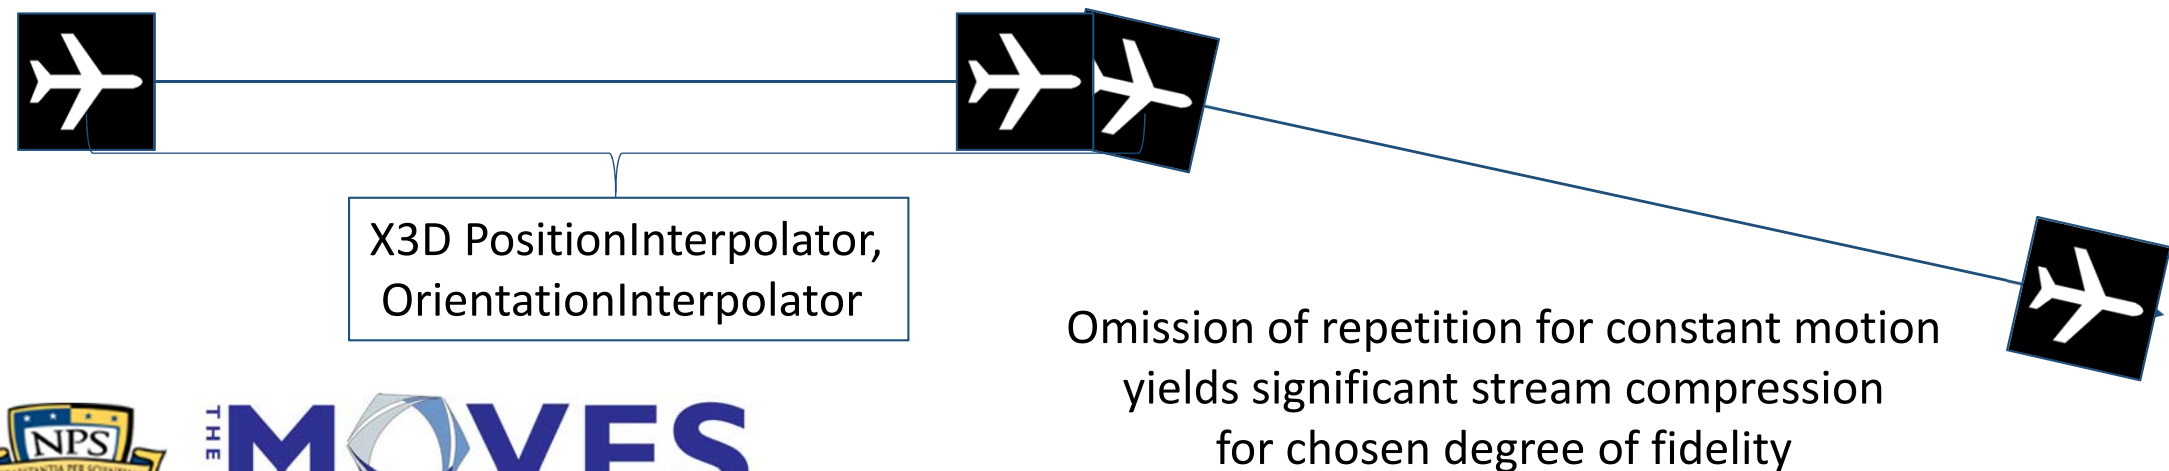 X3D PositionInterpolator,
OrientationInterpolator
Omission of repetition for constant motion
yields significant stream compression
for chosen degree of fidelity
NPS
THE MOVES